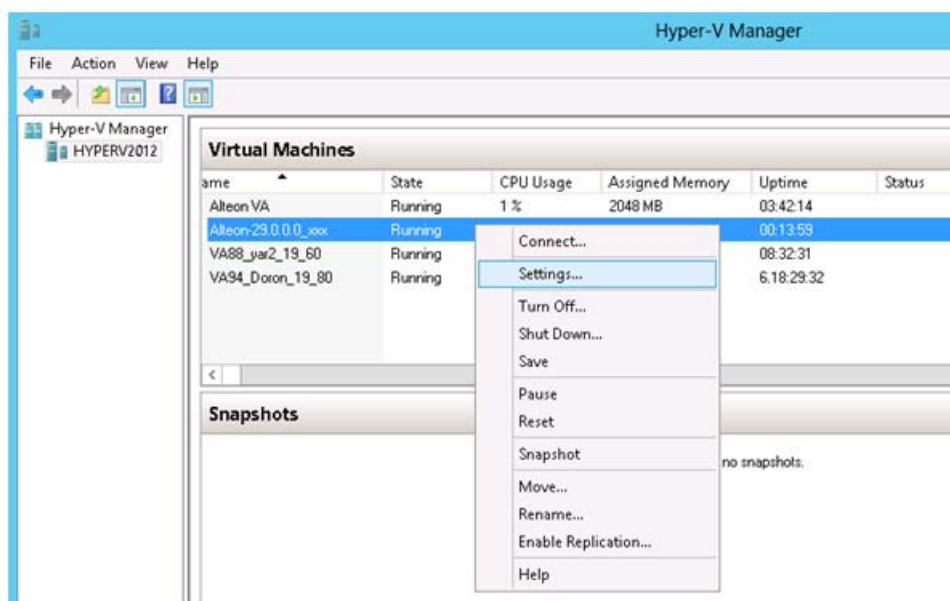 Hyper-V Manager
File Action View Help
Hyper-V Manager
HYPERV2012
Virtual Machines
ame State CPU Usage Assigned Memory Uptime Status
Alteon VA Running 1 % 2048 MB 03:42:14
Alteon-29.0.0.0_xxx Running 00:13:59
VA88_yar2_19_60 Running 08:32:31
VA94_Doron_19_80 Running 6.18:29:32
Connect...
Settings...
Turn Off...
Shut Down...
Save
Pause
Reset
Snapshot
Move...
Rename...
Enable Replication...
Help
Snapshots
no snapshots.